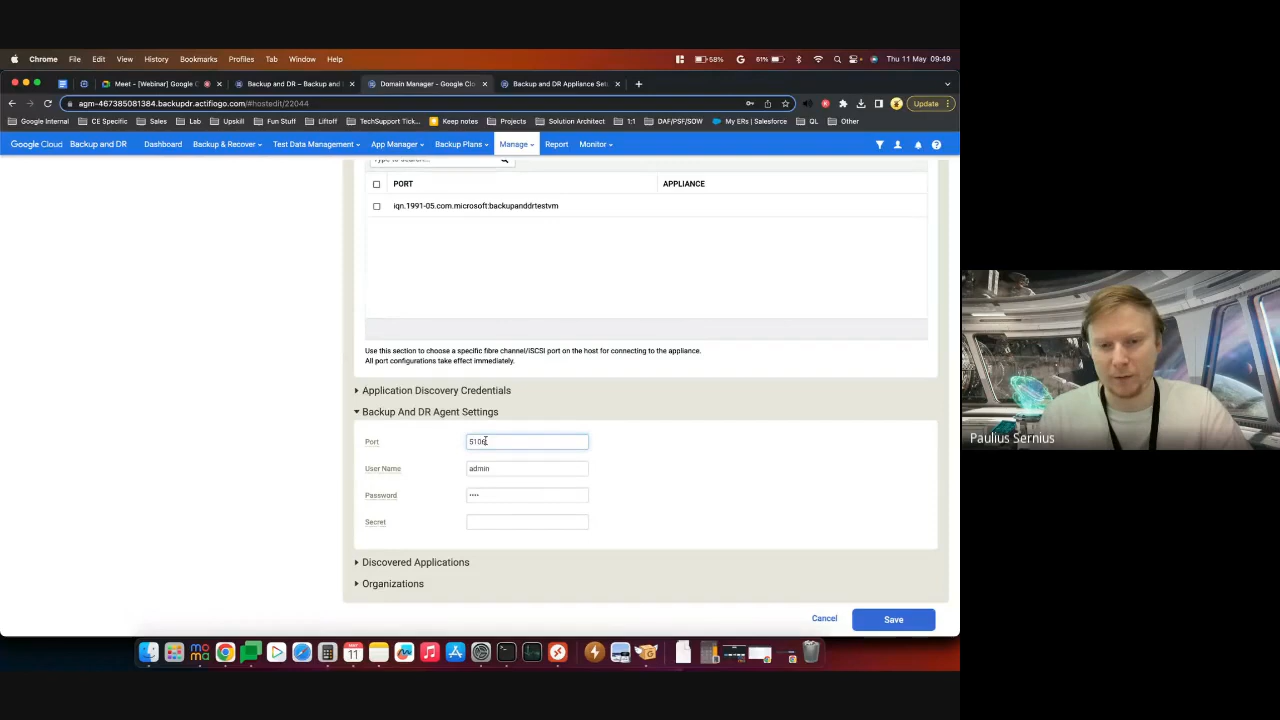 Chrome File Edit View History Bookmarks Profiles Tab Window Help 58% 61% Thu 11 May 09:49
Meet - [Webinar] Google C Backup and DR – Backup and Domain Manager - Google Clo Backup and DR Appliance Set
agm-467385081384.backupdr.actifiogo.com/#hostedit/22044 Update
Google Internal CE Specific Sales Lab Upskill Fun Stuff Liftoff TechSupport Tick... Keep notes Projects Solution Architect 1:1 DAF/PSF/SOW My ERs | Salesforce QL Other
Google Cloud Backup and DR Dashboard Backup & Recover Test Data Management App Manager Backup Plans Manage Report Monitor
Type to search...
PORT APPLIANCE
iqn.1991-05.com.microsoft:backupanddrtestvm
Use this section to choose a specific fibre channel/iSCSI port on the host for connecting to the appliance.
All port configurations take effect immediately.
Application Discovery Credentials
Backup And DR Agent Settings
Port 5106
User Name admin
Password ••••
Secret
Discovered Applications
Organizations
Cancel Save
Paulius Sernius